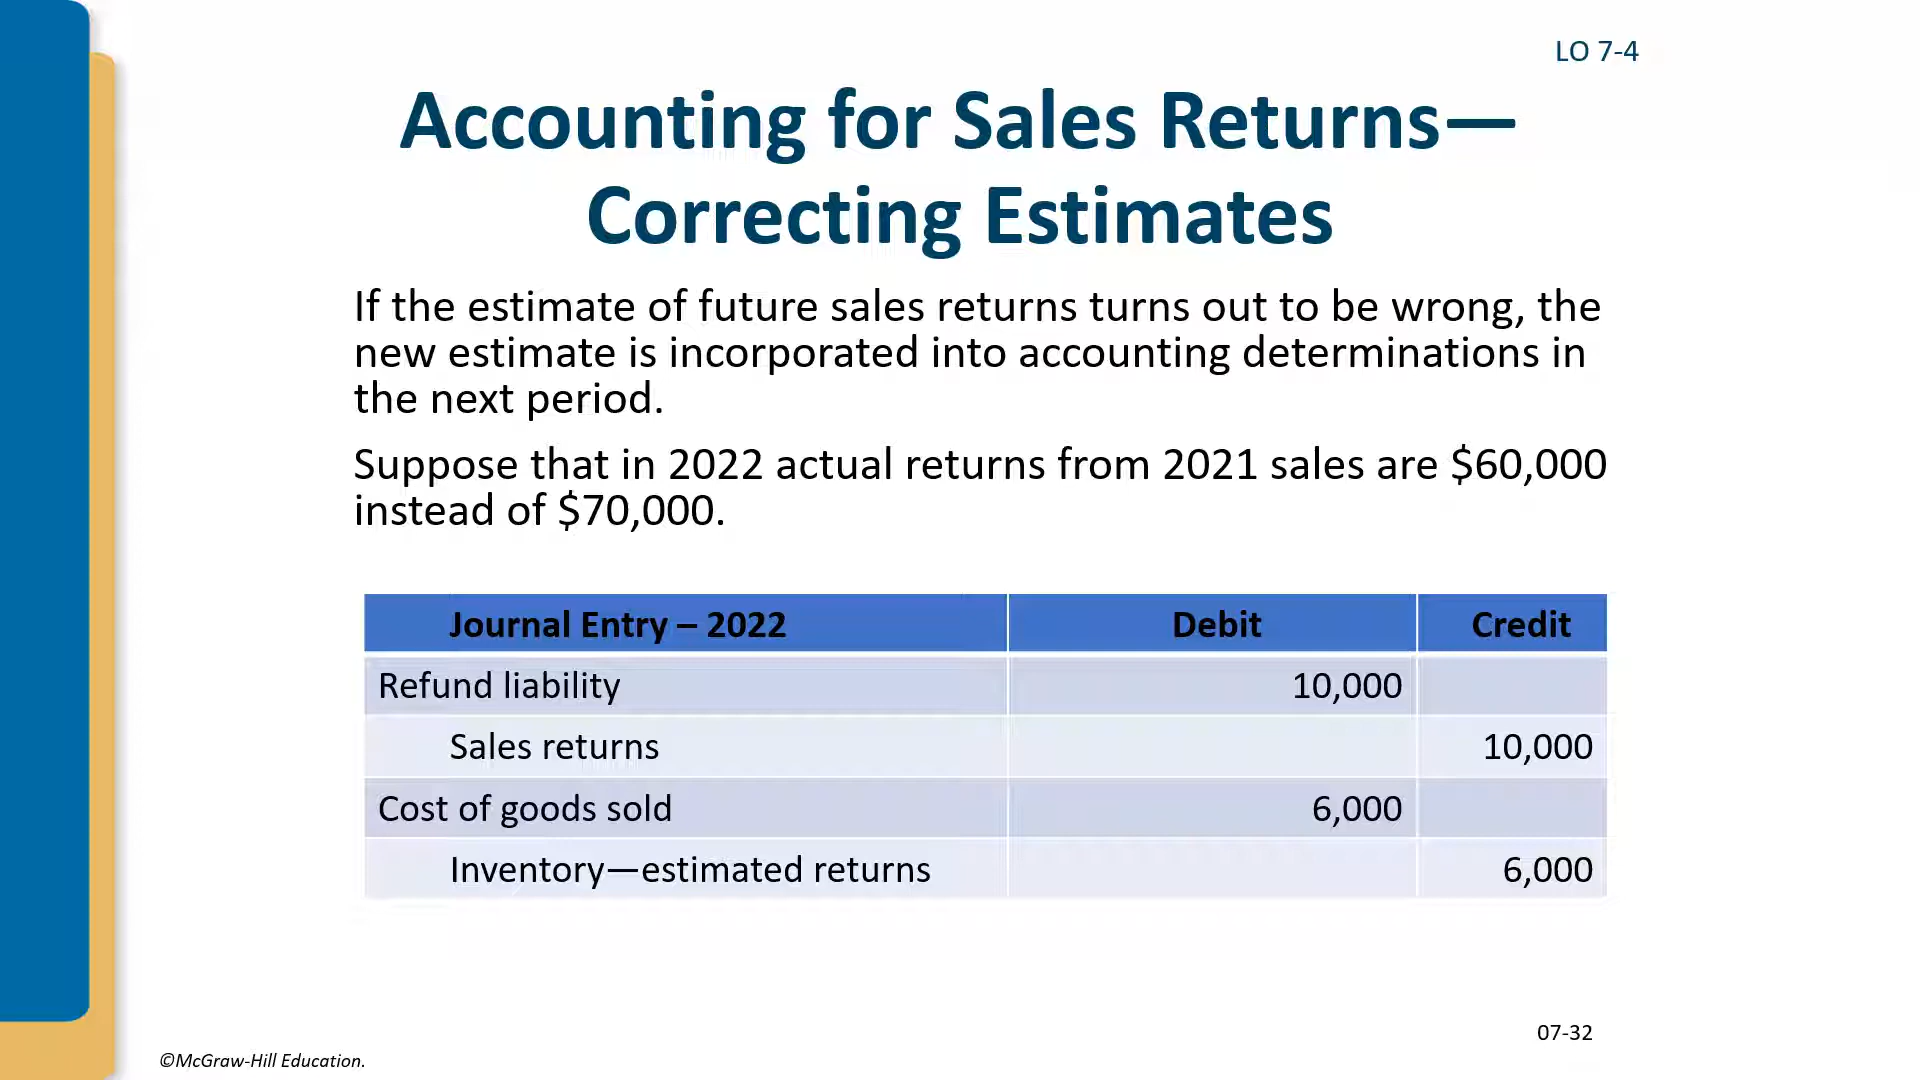 LO 7-4
Accounting for Sales Returns—
Correcting Estimates
If the estimate of future sales returns turns out to be wrong, the
new estimate is incorporated into accounting determinations in
the next period.
Suppose that in 2022 actual returns from 2021 sales are $60,000
instead of $70,000.
Journal Entry – 2022 Debit Credit
Refund liability 10,000
Sales returns 10,000
Cost of goods sold 6,000
Inventory—estimated returns 6,000
07-32
©McGraw-Hill Education.